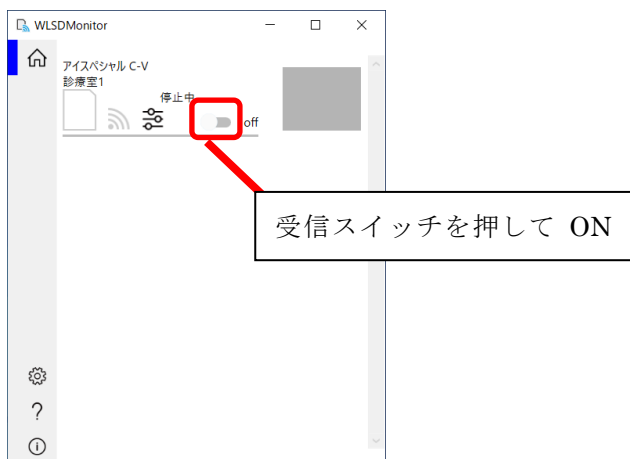 WLSDMonitor
アイスペシャル C-V
診療室1
停止中
off
受信スイッチを押して ON
?